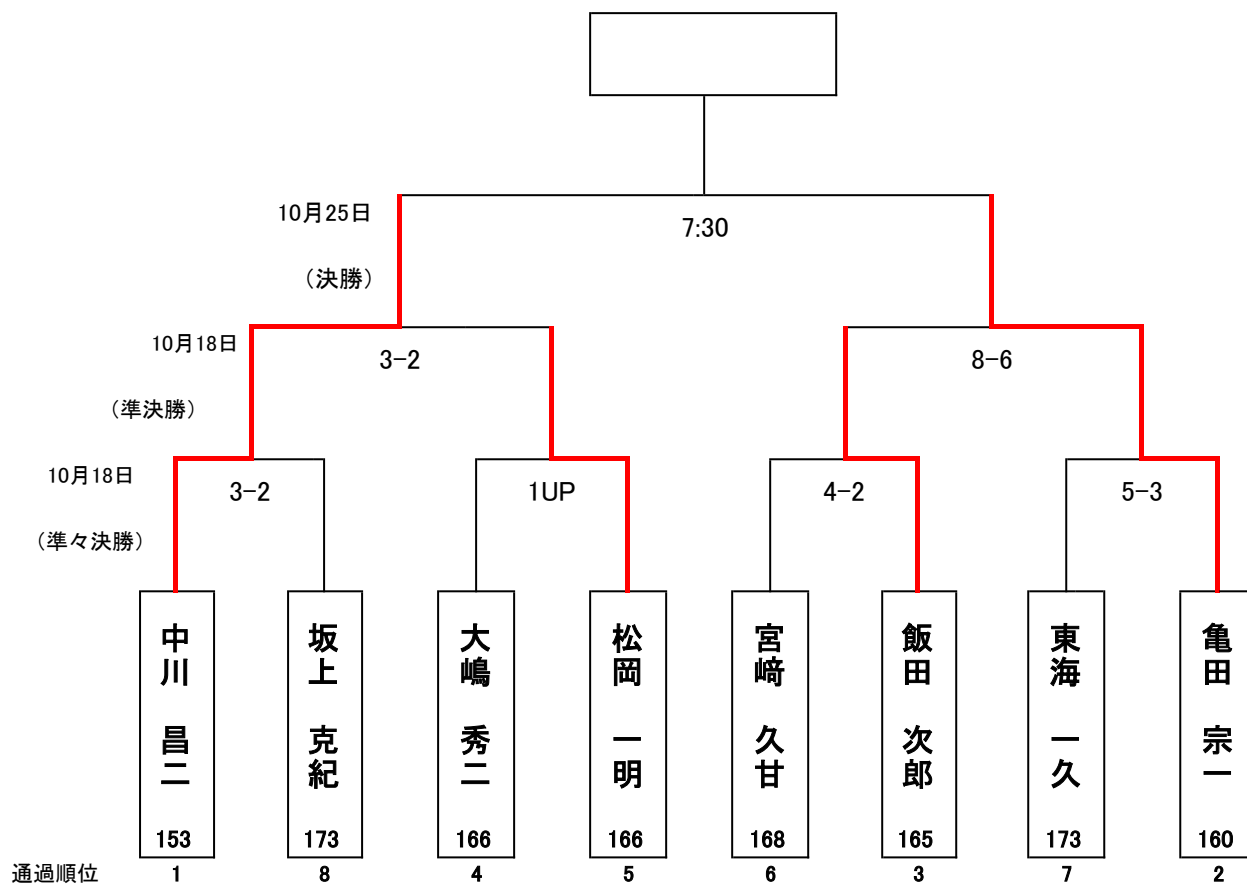 10月25日
7:30
（決勝）
10月18日
3-2
8-6
（準決勝）
10月18日
3-2
1UP
4-2
5-3
（準々決勝）
中川 昌二
坂上 克紀
大嶋 秀二
松岡 一明
宮﨑 久甘
飯田 次郎
東海 一久
亀田 宗一
153 173 166 166 168 165 173 160
通過順位 1 8 4 5 6 3 7 2